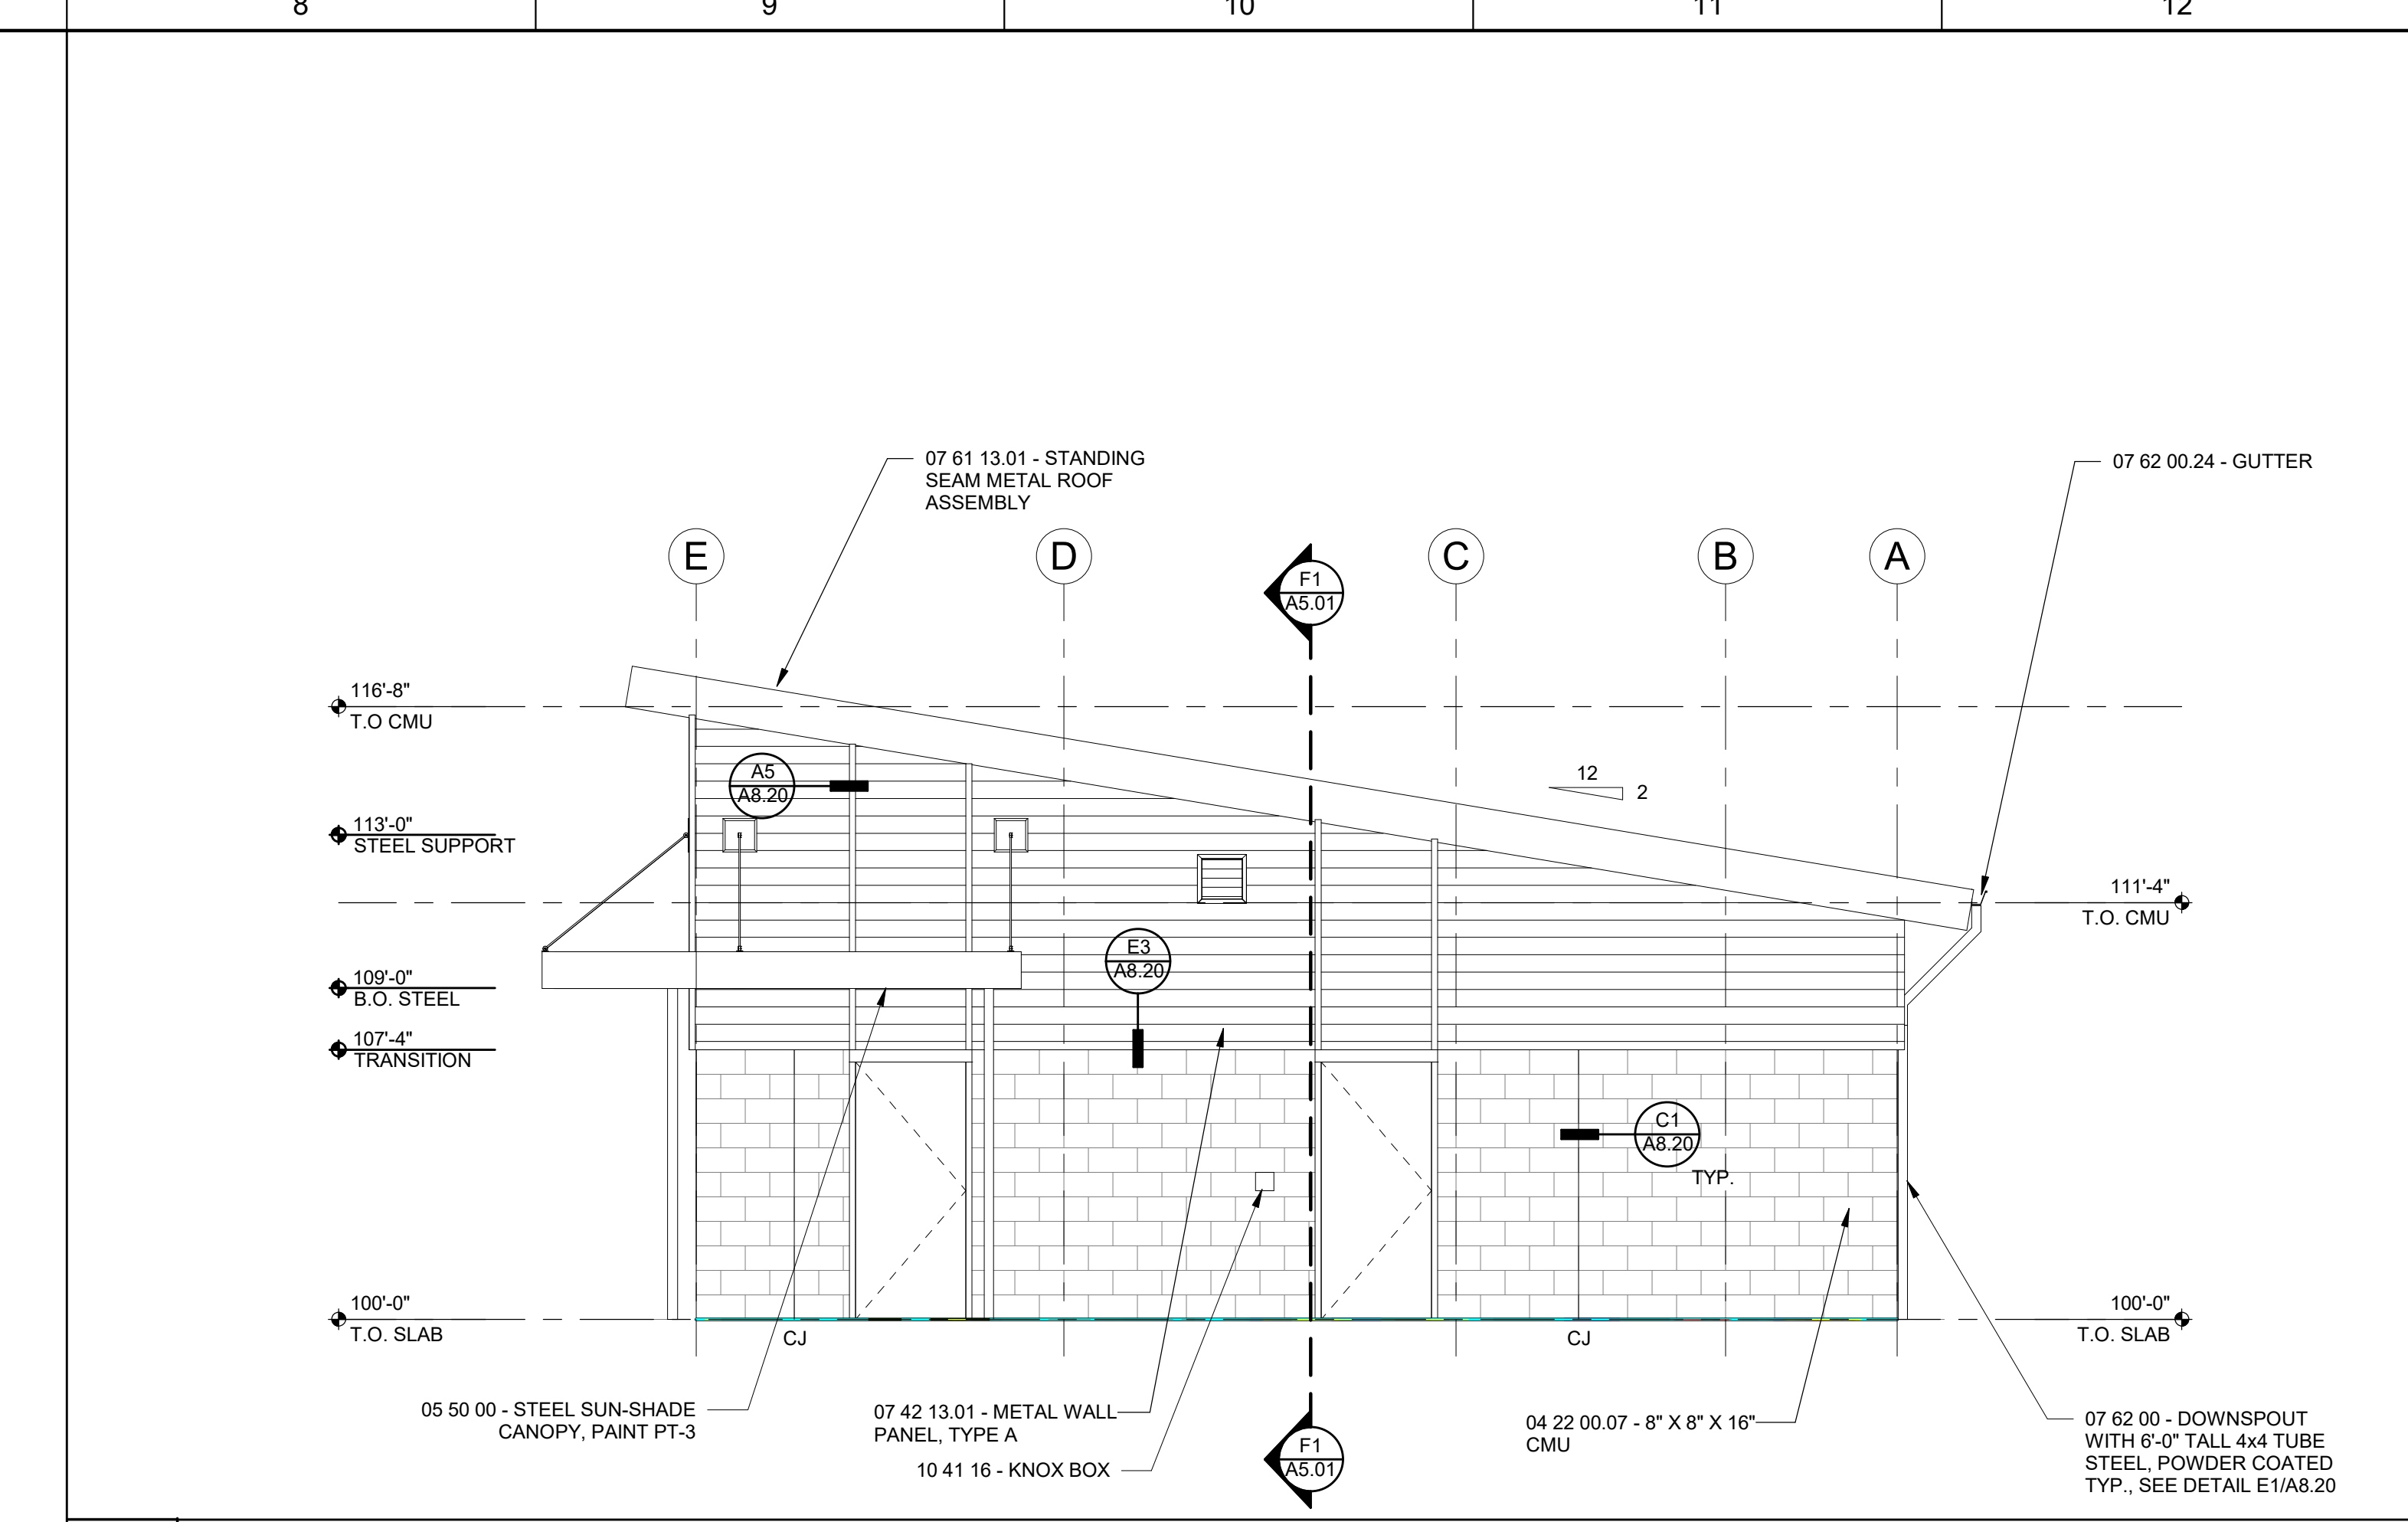 8 9 10 11 12
07 61 13.01 - STANDING
SEAM METAL ROOF
ASSEMBLY
07 62 00.24 - GUTTER
E D C B A
F1
A5.01
116'-8"
T.O CMU
A5
A8.20
12
2
113'-0"
STEEL SUPPORT
111'-4"
T.O. CMU
E3
A8.20
109'-0"
B.O. STEEL
107'-4"
TRANSITION
C1
A8.20
TYP.
100'-0"
T.O. SLAB
100'-0"
T.O. SLAB
CJ
CJ
05 50 00 - STEEL SUN-SHADE
CANOPY, PAINT PT-3
07 42 13.01 - METAL WALL
PANEL, TYPE A
10 41 16 - KNOX BOX
F1
A5.01
04 22 00.07 - 8" X 8" X 16"
CMU
07 62 00 - DOWNSPOUT
WITH 6'-0" TALL 4x4 TUBE
STEEL, POWDER COATED
TYP., SEE DETAIL E1/A8.20